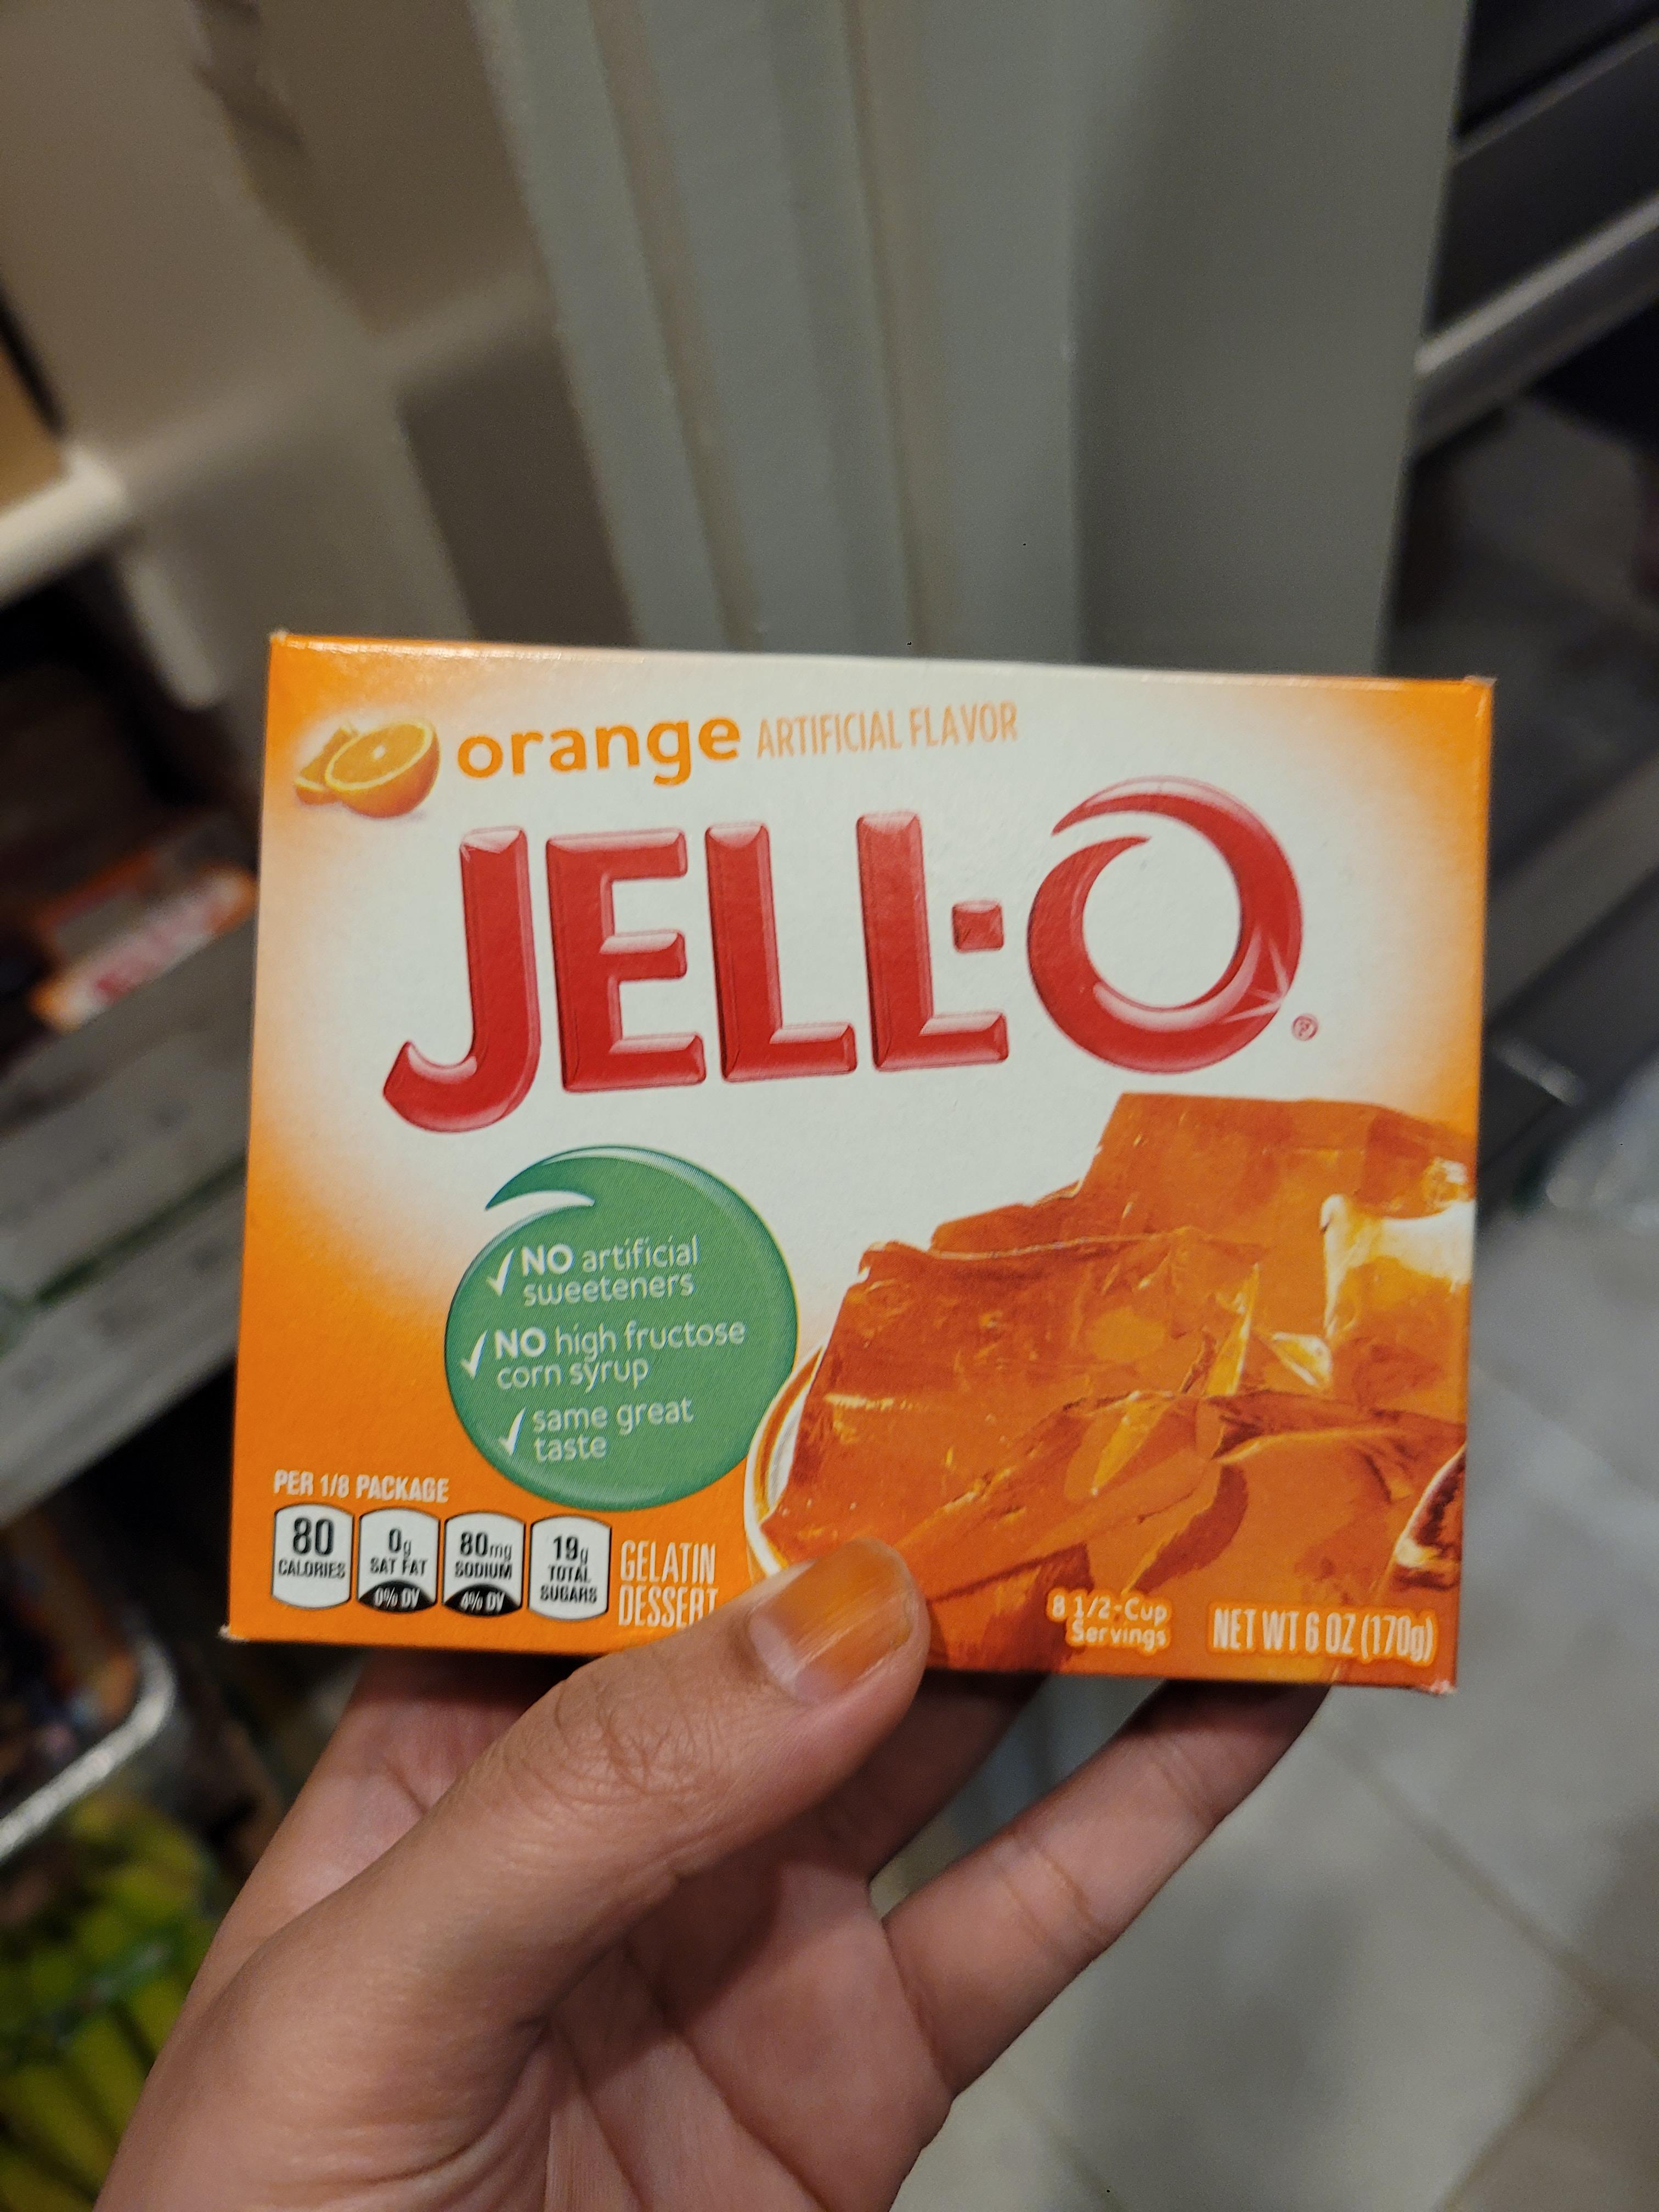 orange ARTIFICIAL FLAVOR
JELL-O®
✓ NO artificial
sweeteners
✓ NO high fructose
corn syrup
✓ same great
taste
PER 1/8 PACKAGE
80
CALORIES
0g
SAT FAT
0% DV
80mg
SODIUM
4% DV
19g
TOTAL
SUGARS
GELATIN
DESSERT
8 1/2-Cup
Servings
NET WT 6 OZ (170g)